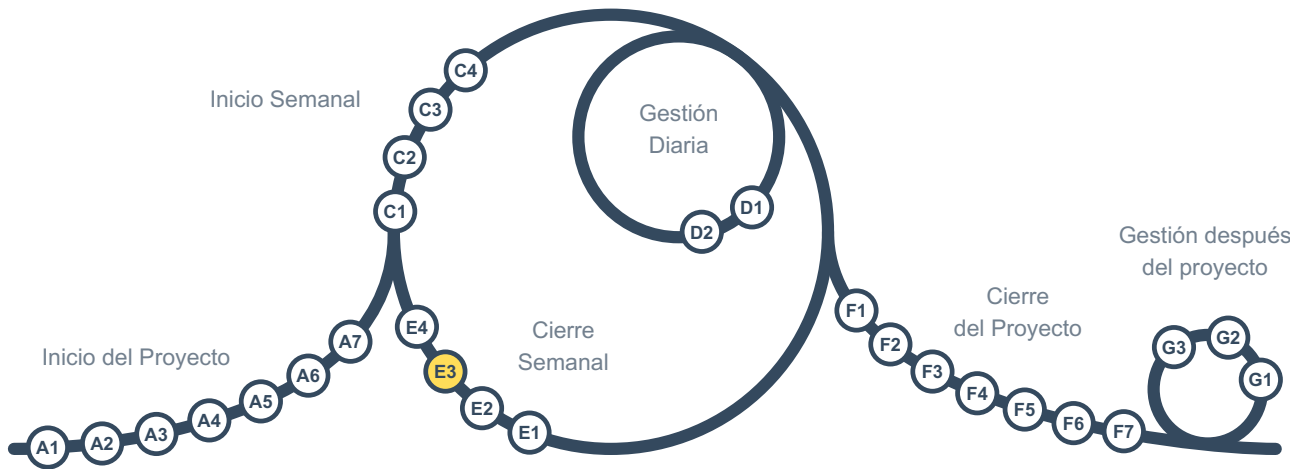 Inicio Semanal
Gestión
Diaria
Gestión después
del proyecto
Cierre
del Proyecto
Cierre
Semanal
Inicio del Proyecto
A1
A2
A3
A4
A5
A6
A7
C1
C2
C3
C4
D1
D2
E1
E2
E3
E4
F1
F2
F3
F4
F5
F6
F7
G1
G2
G3